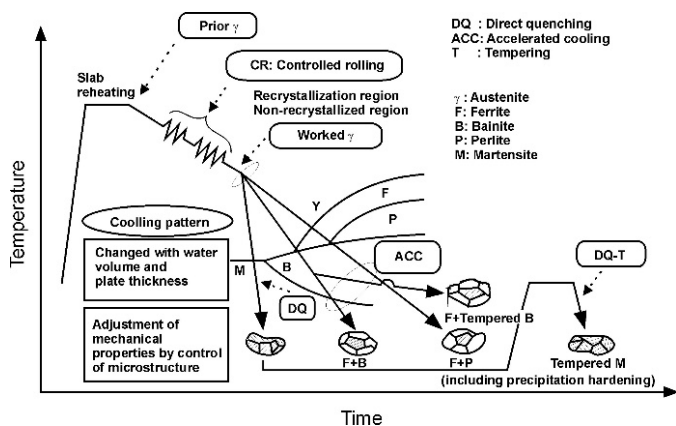 Prior γ
DQ : Direct quenching
ACC: Accelerated cooling
T : Tempering
CR: Controlled rolling
Slab
reheating
Recrystallization region
Non-recrystallized region
Worked γ
γ : Austenite
F: Ferrite
B: Bainite
P: Perlite
M: Martensite
Temperature
Y
F
P
Coolling pattern
Changed with water
volume and
plate thickness
M
B
ACC
DQ-T
DQ
F+Tempered B
Adjustment of
mechanical
properties by control
of microstructure
F+B
F+P
Tempered M
(including precipitation hardening)
Time